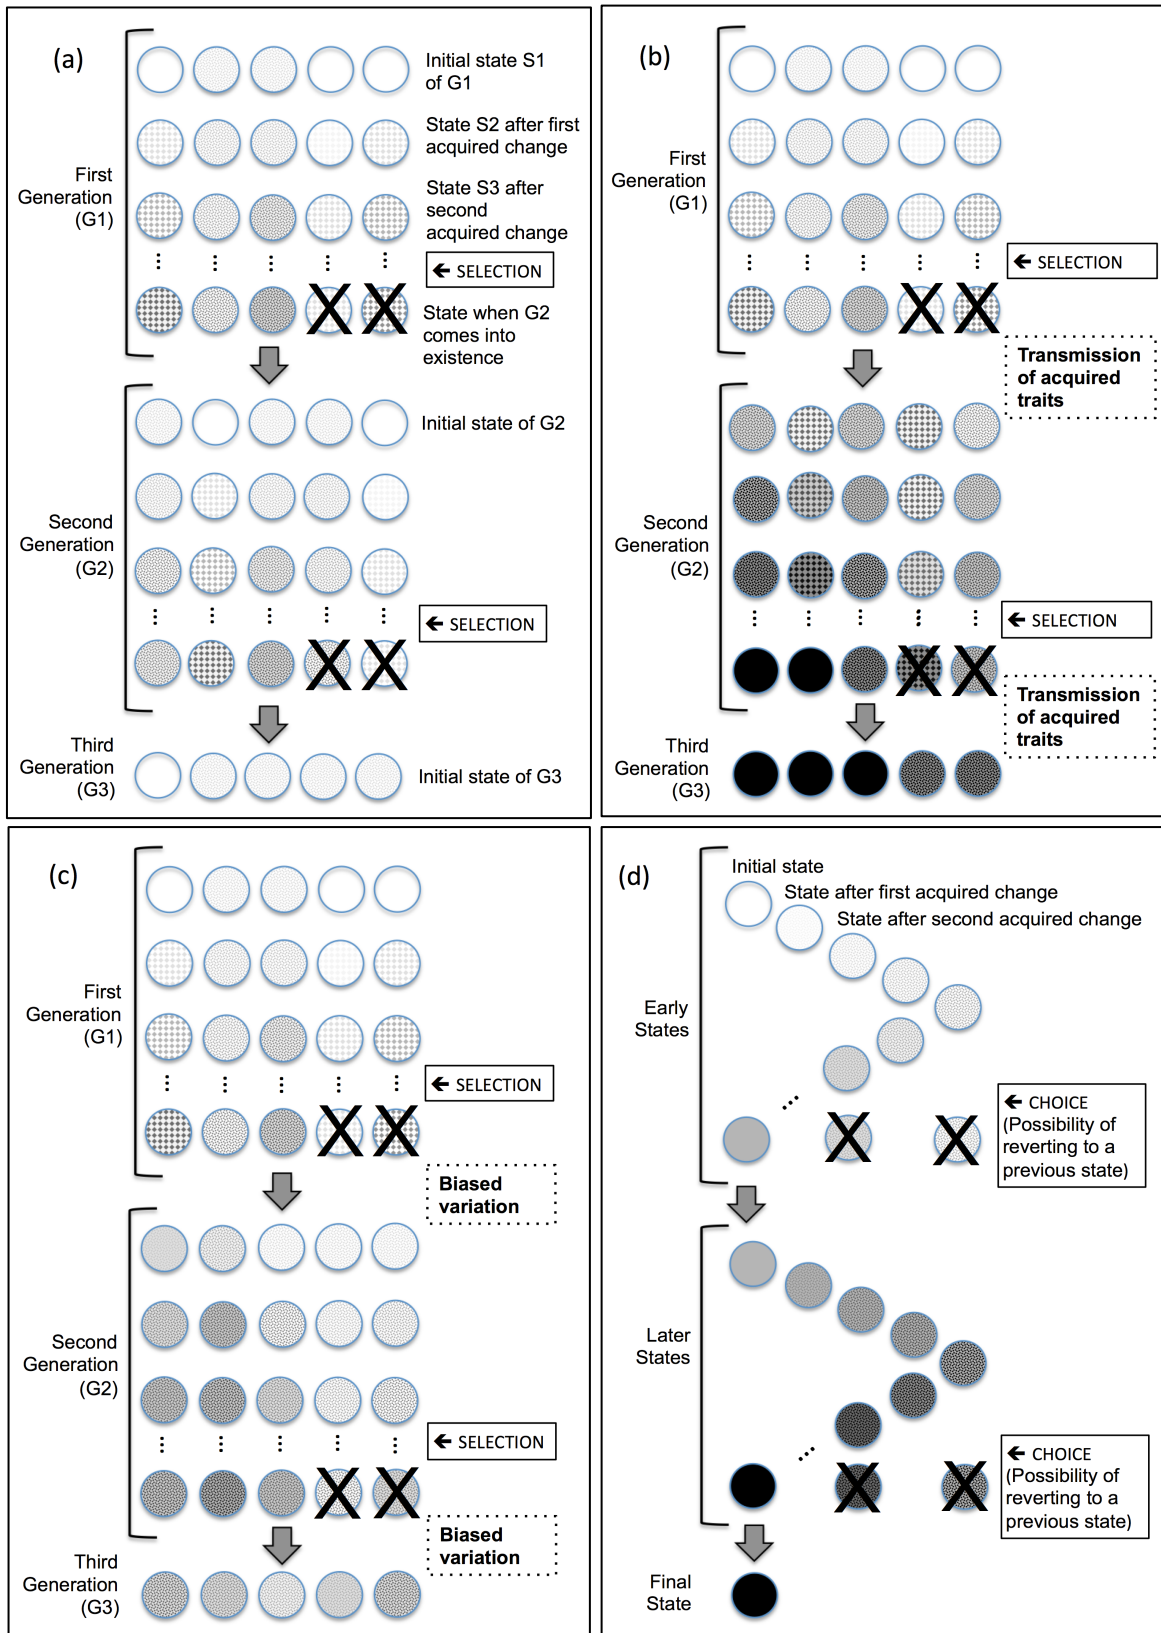 (a)
Initial state S1
of G1
State S2 after first
acquired change
First
Generation
(G1)
State S3 after
second
acquired change
← SELECTION
State when G2
comes into
existence
Initial state of G2
Second
Generation
(G2)
← SELECTION
Third
Generation
(G3)
Initial state of G3
(b)
First
Generation
(G1)
← SELECTION
Transmission
of acquired
traits
Second
Generation
(G2)
← SELECTION
Transmission
of acquired
traits
Third
Generation
(G3)
(c)
First
Generation
(G1)
← SELECTION
Biased
variation
Second
Generation
(G2)
← SELECTION
Biased
variation
Third
Generation
(G3)
(d)
Initial state
State after first acquired change
State after second acquired change
Early
States
← CHOICE
(Possibility of
reverting to a
previous state)
Later
States
← CHOICE
(Possibility of
reverting to a
previous state)
Final
State